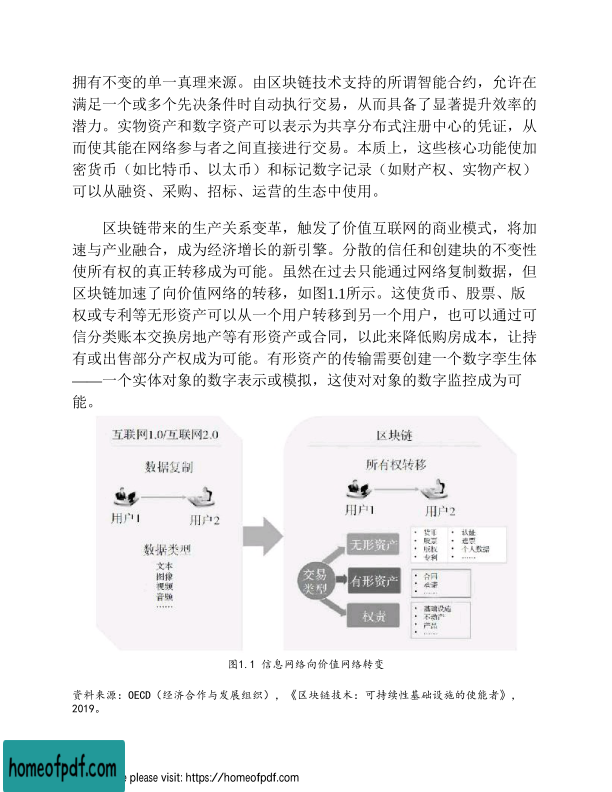 拥有不变的单一真理来源。由区块链技术支持的所谓智能合约，允许在
满足一个或多个先决条件时自动执行交易，从而具备了显著提升效率的
潜力。实物资产和数字资产可以表示为共享分布式注册中心的凭证，从
而使其能在网络参与者之间直接进行交易。本质上，这些核心功能使加
密货币（如比特币、以太币）和标记数字记录（如财产权、实物产权）
可以从融资、采购、招标、运营的生态中使用。
区块链带来的生产关系变革，触发了价值互联网的商业模式，将加
速与产业融合，成为经济增长的新引擎。分散的信任和创建块的不变性
使所有权的真正转移成为可能。虽然在过去只能通过网络复制数据，但
区块链加速了向价值网络的转移，如图1.1所示。这使货币、股票、版
权或专利等无形资产可以从一个用户转移到另一个用户，也可以通过可
信分类账本交换房地产等有形资产或合同，以此来降低购房成本，让持
有或出售部分产权成为可能。有形资产的传输需要创建一个数字孪生体
——一个实体对象的数字表示或模拟，这使对对象的数字监控成为可
能。
互联网1.0/互联网2.0
数据复制
用户1
用户2
数据类型
文本
图像
视频
音频
……
区块链
所有权转移
用户1
用户2
交易
类型
无形资产
• 货币
• 股票
• 版权
• 专利
• 选票
• 个人数据
• ……
有形资产
• 合同
• ……
权责
• 基础设施
• 不动产
• 产品
• ……
图1.1 信息网络向价值网络转变
资料来源：OECD（经济合作与发展组织），《区块链技术：可持续性基础设施的使能者》，
2019。
homeofpdf.com
please visit: https://homeofpdf.com